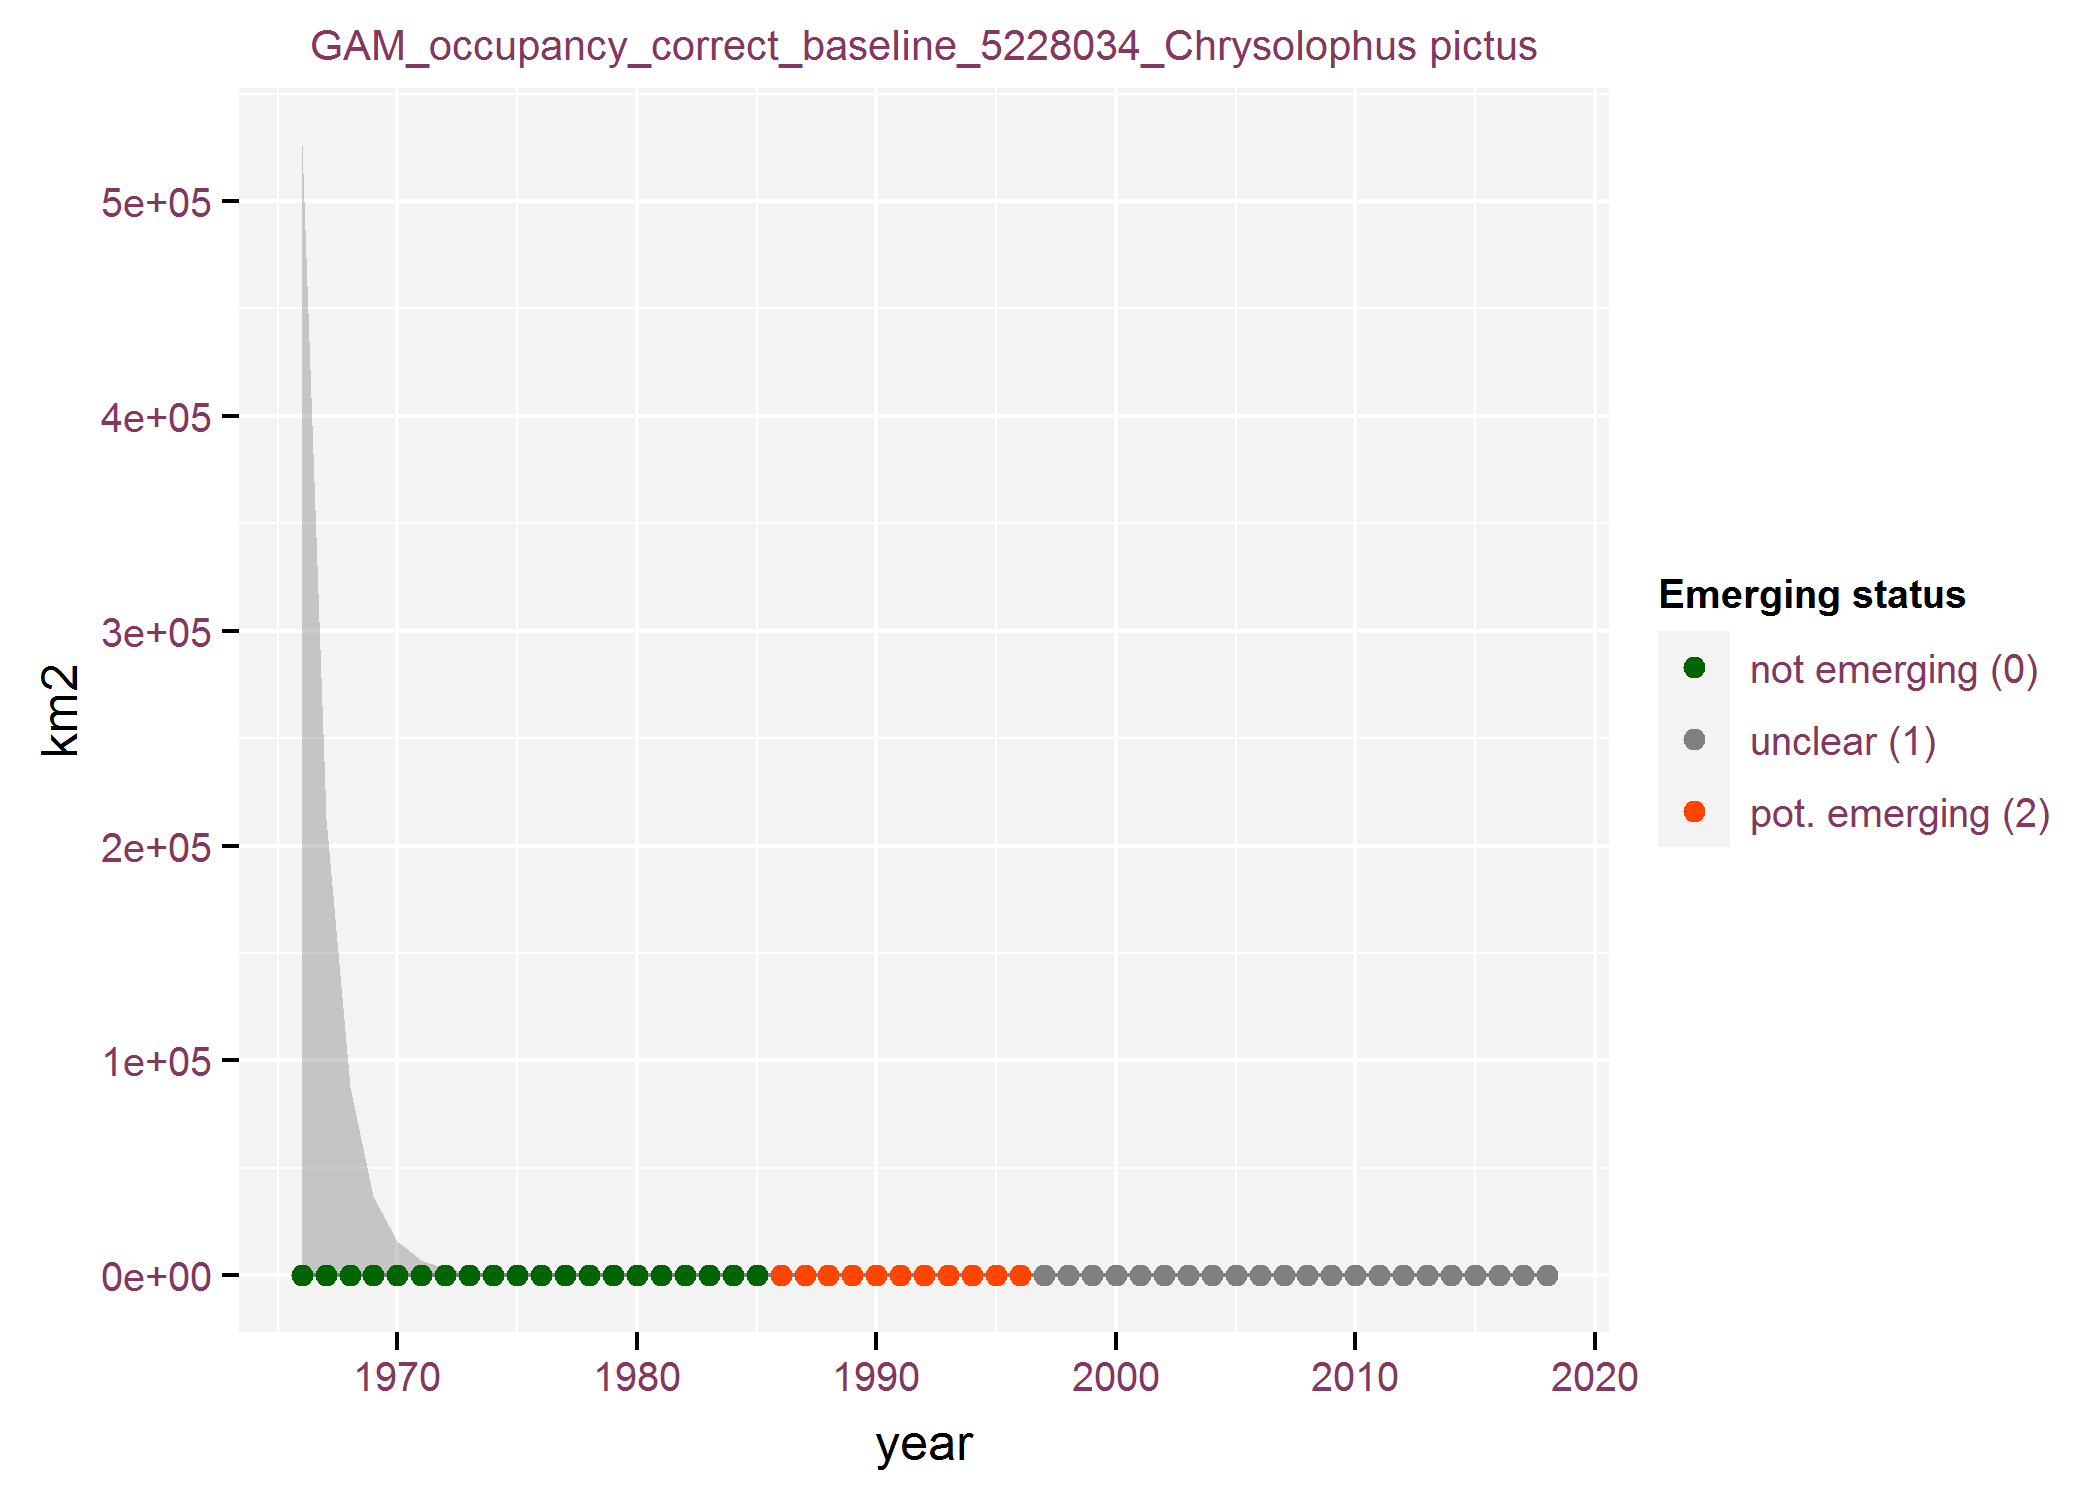 GAM_occupancy_correct_baseline_5228034_Chrysolophus pictus
5e+05
4e+05
3e+05
2e+05
1e+05
0e+00
km2
1970 1980 1990 2000 2010 2020
year
Emerging status
not emerging (0)
unclear (1)
pot. emerging (2)